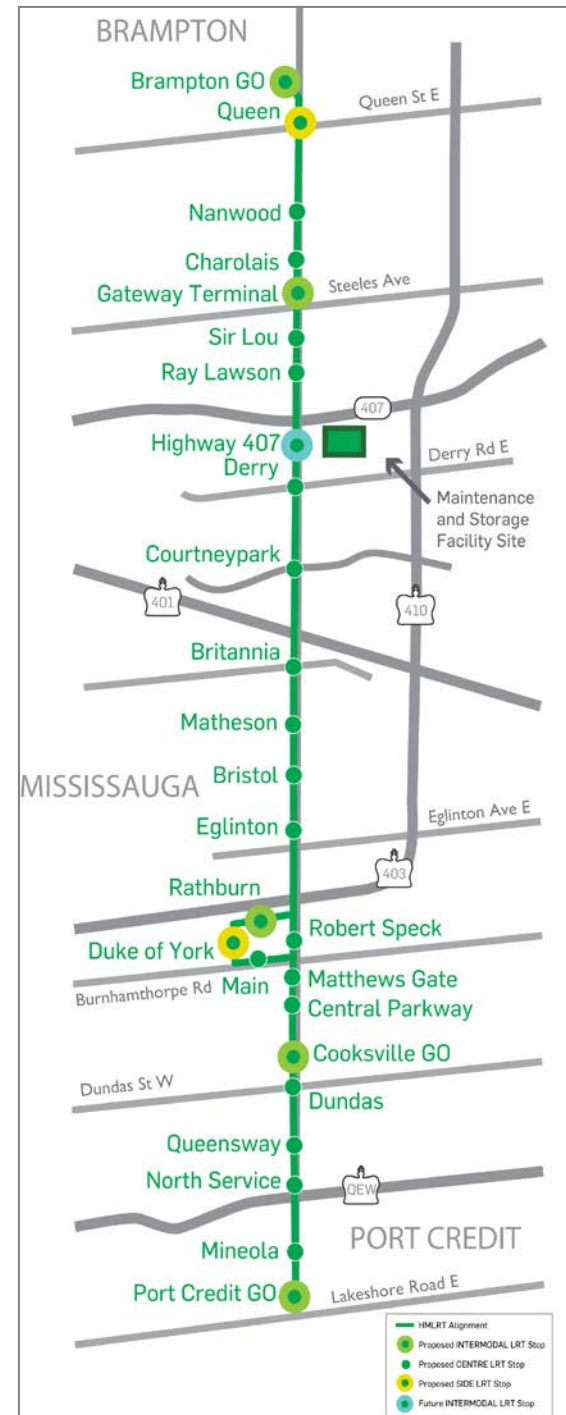 BRAMPTON
Brampton GO
Queen St E
Queen
Nanwood
Charolais
Steeles Ave
Gateway Terminal
Sir Lou
Ray Lawson
407
Highway 407
Derry Rd E
Derry
Maintenance
and Storage
Facility Site
Courtneypark
401
410
Britannia
Matheson
Bristol
MISSISSAUGA
Eglinton Ave E
Eglinton
403
Rathburn
Robert Speck
Duke of York
Main
Matthews Gate
Burnhamthorpe Rd
Central Parkway
Cooksville GO
Dundas St W
Dundas
Queensway
North Service
QEW
PORT CREDIT
Mineola
Port Credit GO
Lakeshore Road E
HMLRT Alignment
Proposed INTERMODAL LRT Stop
Proposed CENTRE LRT Stop
Proposed SIDE LRT Stop
Future INTERMODAL LRT Stop